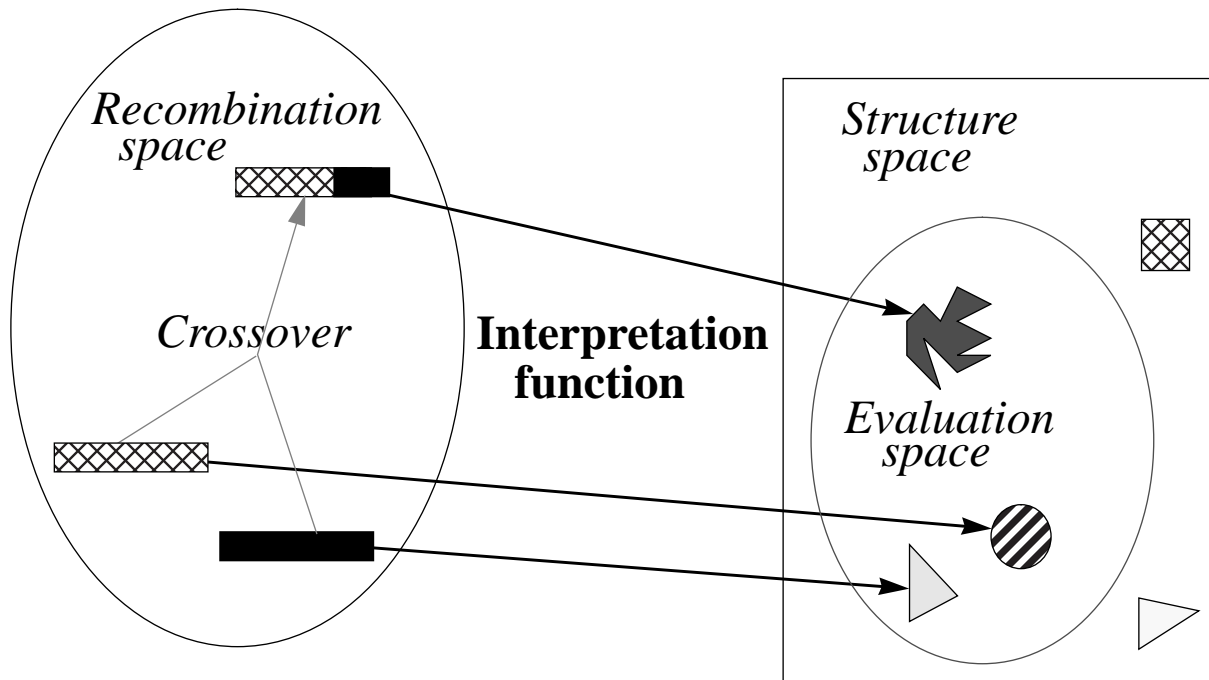 Recombination
space
Crossover
Interpretation
function
Structure
space
Evaluation
space